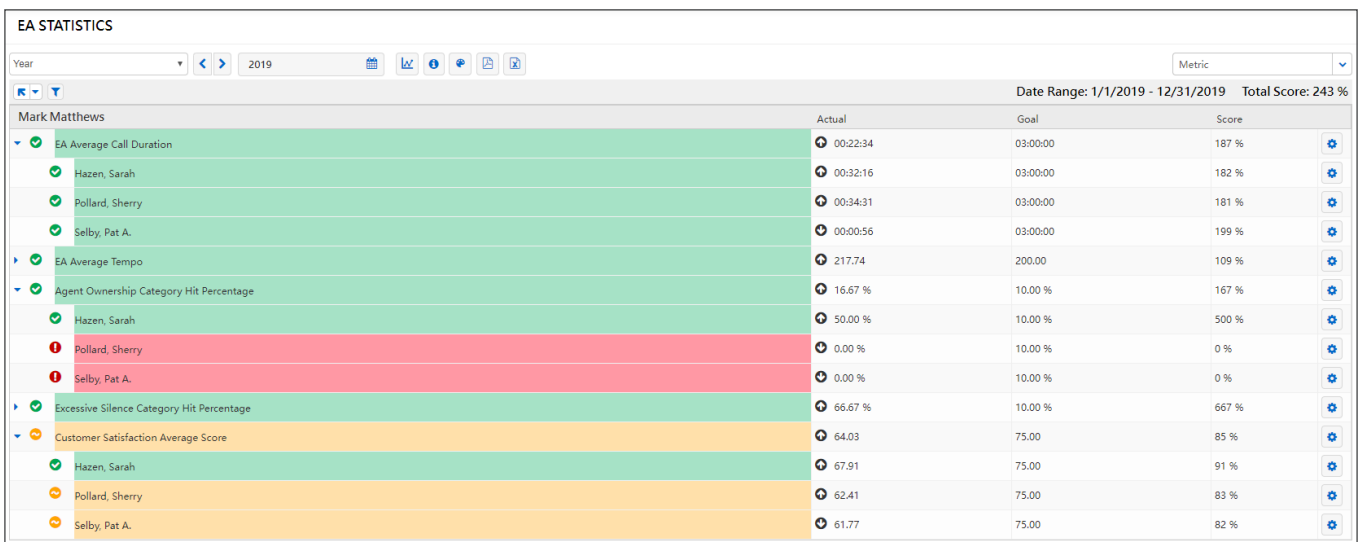 EA STATISTICS
Year 2019 Metric
Date Range: 1/1/2019 - 12/31/2019 Total Score: 243 %
Mark Matthews Actual Goal Score
EA Average Call Duration 00:22:34 03:00:00 187 %
Hazen, Sarah 00:32:16 03:00:00 182 %
Pollard, Sherry 00:34:31 03:00:00 181 %
Selby, Pat A. 00:00:56 03:00:00 199 %
EA Average Tempo 217.74 200.00 109 %
Agent Ownership Category Hit Percentage 16.67 % 10.00 % 167 %
Hazen, Sarah 50.00 % 10.00 % 500 %
Pollard, Sherry 0.00 % 10.00 % 0 %
Selby, Pat A. 0.00 % 10.00 % 0 %
Excessive Silence Category Hit Percentage 66.67 % 10.00 % 667 %
Customer Satisfaction Average Score 64.03 75.00 85 %
Hazen, Sarah 67.91 75.00 91 %
Pollard, Sherry 62.41 75.00 83 %
Selby, Pat A. 61.77 75.00 82 %